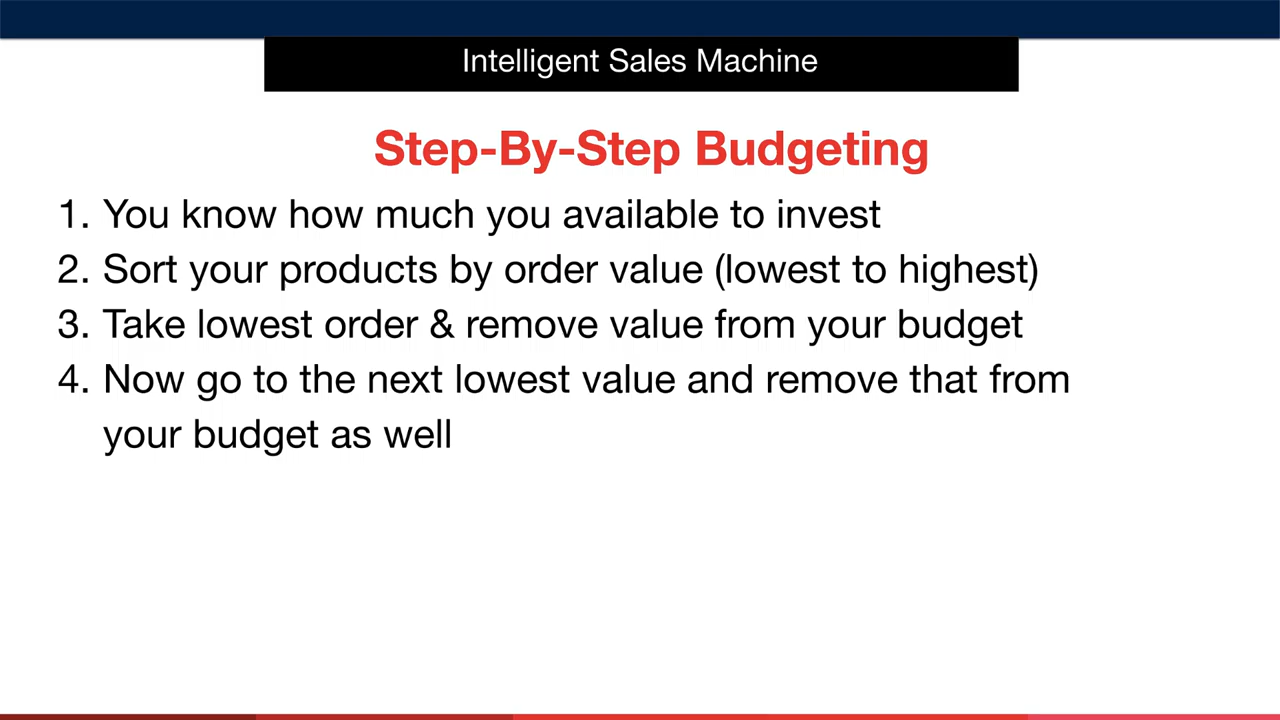 Intelligent Sales Machine
Step-By-Step Budgeting
1. You know how much you available to invest
2. Sort your products by order value (lowest to highest)
3. Take lowest order & remove value from your budget
4. Now go to the next lowest value and remove that from
your budget as well